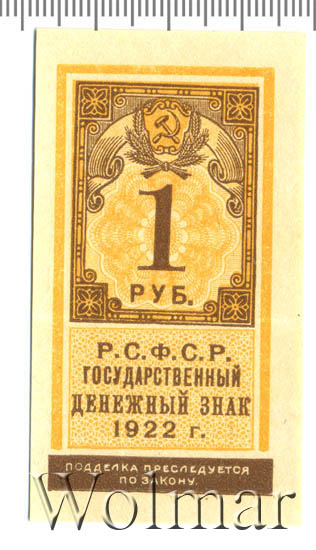 1
РУБ.
Р.С.Ф.С.Р.
ГОСУДАРСТВЕННЫЙ
ДЕНЕЖНЫЙ ЗНАК
1922 г.
ПОДДЕЛКА ПРЕСЛЕДУЕТСЯ
ПО ЗАКОНУ.
Wolmar